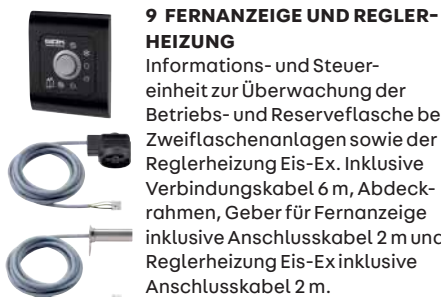 9 FERNANZEIGE UND REGLER-
HEIZUNG
Informations- und Steuer-
einheit zur Überwachung der
Betriebs- und Reserveflasche be
Zweiflaschenanlagen sowie der
Reglerheizung Eis-Ex. Inklusive
Verbindungskabel 6 m, Abdeck-
rahmen, Geber für Fernanzeige
inklusive Anschlusskabel 2 m und
Reglerheizung Eis-Ex inklusive
Anschlusskabel 2 m.